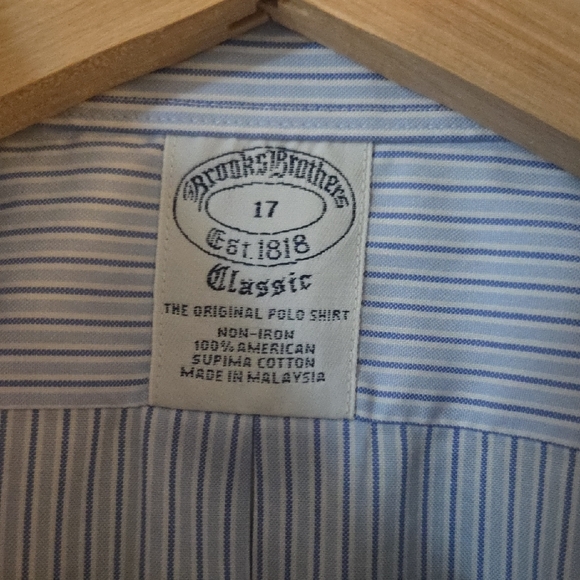 Brooks Brothers
17
Est. 1818
Classic
THE ORIGINAL POLO SHIRT
NON-IRON
100% AMERICAN
SUPIMA COTTON
MADE IN MALAYSIA